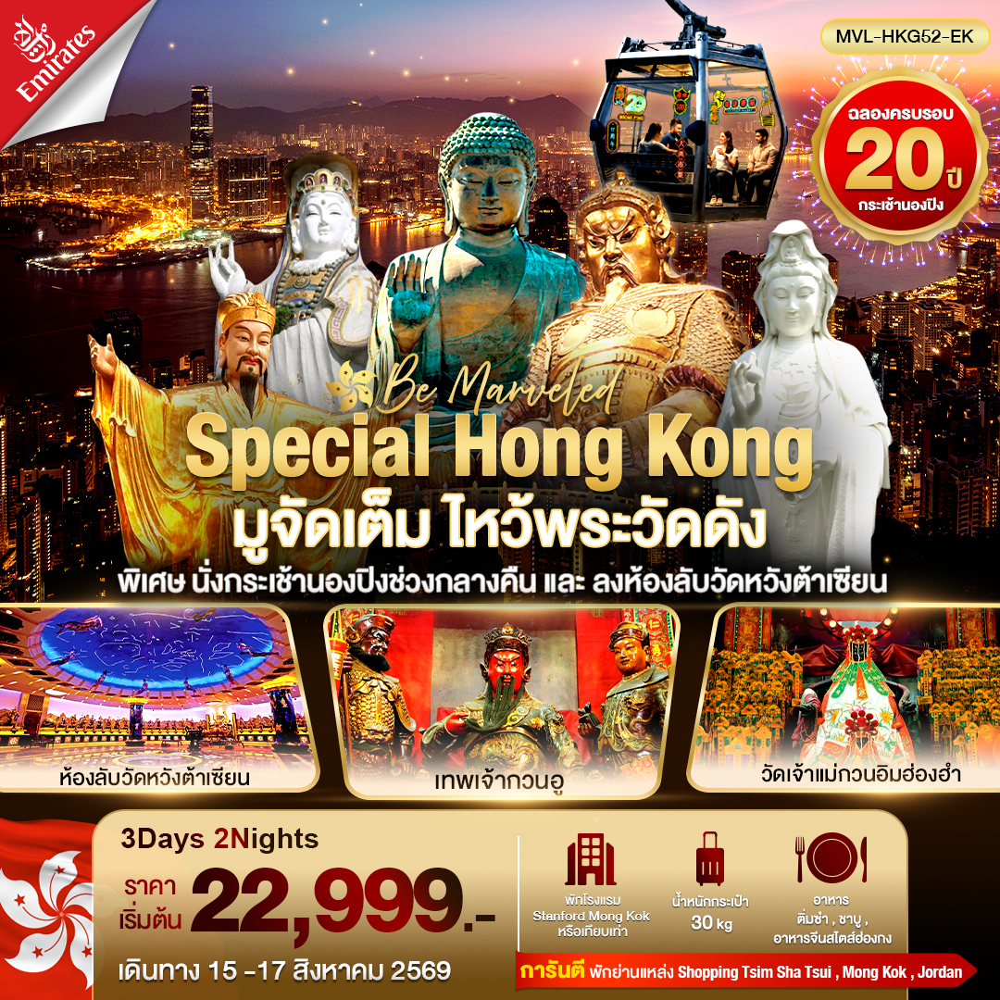 Emirates
MVL-HKG52-EK
ฉลองครบรอบ
20 ปี
กระเช้านองปิง
Be Marveled
Special Hong Kong
มูจัดเต็ม ไหว้พระวัดดัง
พิเศษ นั่งกระเช้านองปิงช่วงกลางคืน และ ลงห้องลับวัดหวังต้าเซียน
ห้องลับวัดหวังต้าเซียน
เทพเจ้ากวนอู
วัดเจ้าแม่กวนอิมฮ่องฮำ
3Days 2Nights
ราคา
เริ่มต้น 22,999.-
เดินทาง 15 -17 สิงหาคม 2569
พักโรงแรม
Stanford Mong Kok
หรือเทียบเท่า
น้ำหนักกระเป๋า
30 kg
อาหาร
ติ่มซำ , ชาบู ,
อาหารจีนสไตล์ฮ่องกง
การันตี พักย่านแหล่ง Shopping Tsim Sha Tsui , Mong Kok , Jordan